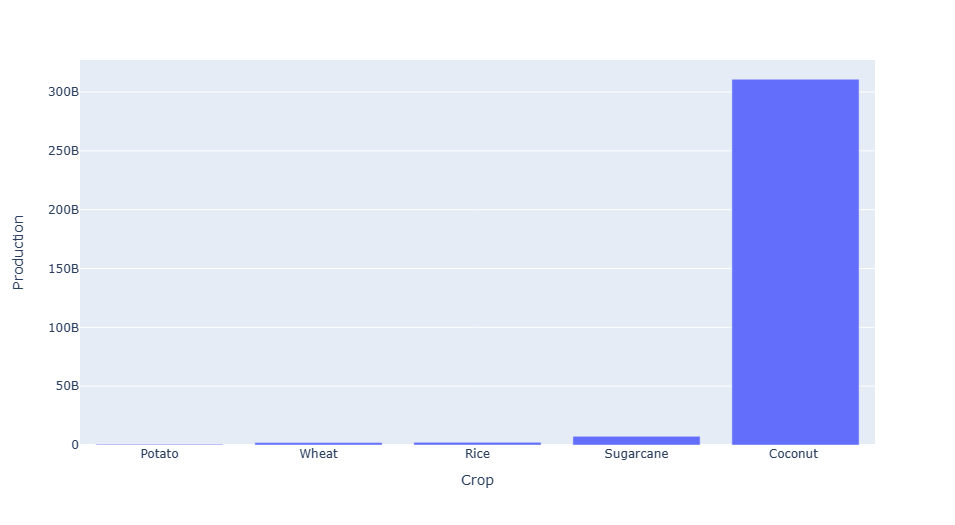 300B
250B
200B
150B
100B
50B
0
Production
Potato Wheat Rice Sugarcane Coconut
Crop